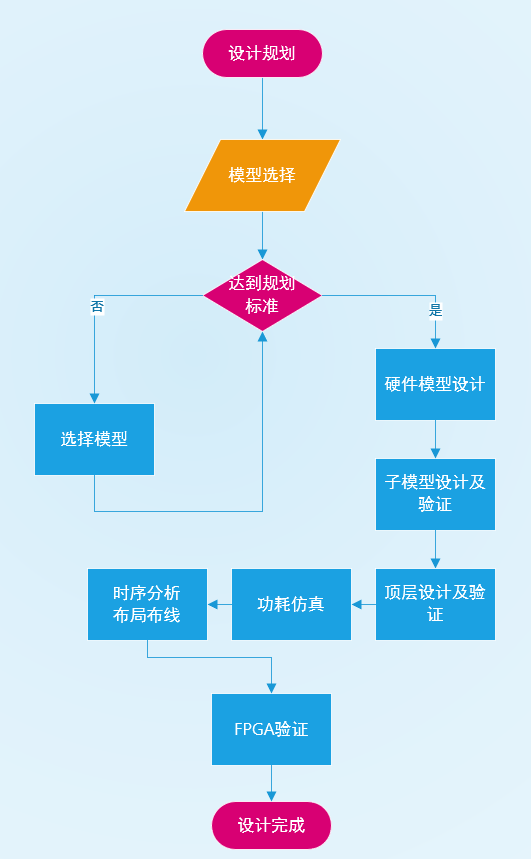 设计规划
模型选择
达到规划
标准
否
是
硬件模型设计
选择模型
子模型设计及
验证
时序分析
布局布线
功耗仿真
顶层设计及验
证
FPGA验证
设计完成